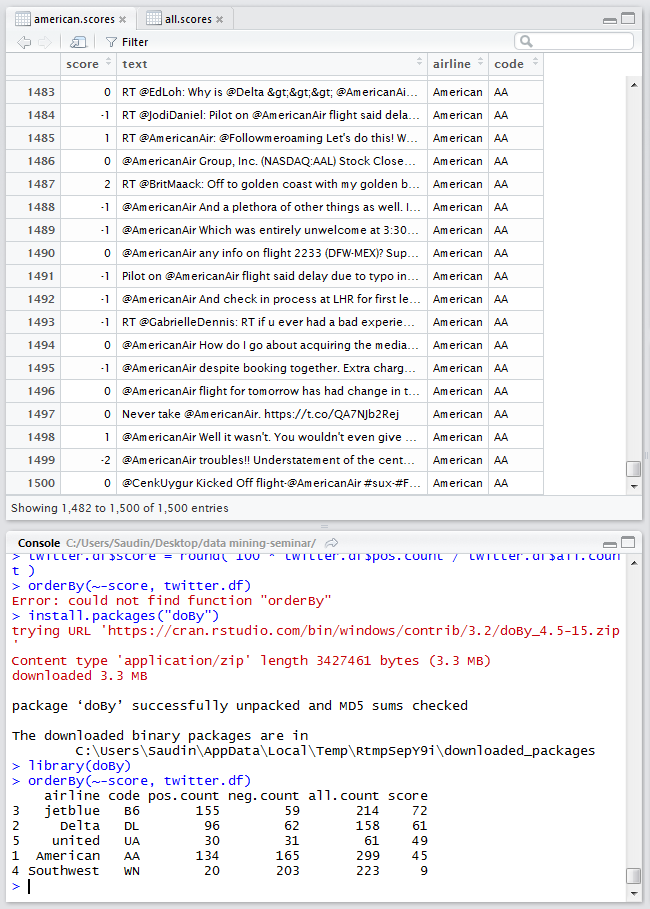 american.scores × all.scores ×
Filter
score text airline code
1483 0 RT @EdLoh: Why is @Delta &gt;&gt;&gt; @AmericanAi... American AA
1484 -1 RT @JodiDaniel: Pilot on @AmericanAir flight said dela... American AA
1485 1 RT @AmericanAir: @Followmeroaming Let's do this! W... American AA
1486 0 @AmericanAir Group, Inc. (NASDAQ:AAL) Stock Close... American AA
1487 2 RT @BritMaack: Off to golden coast with my golden b... American AA
1488 -1 @AmericanAir And a plethora of other things as well. I... American AA
1489 -1 @AmericanAir Which was entirely unwelcome at 3:30... American AA
1490 0 @AmericanAir any info on flight 2233 (DFW-MEX)? Sup... American AA
1491 -1 Pilot on @AmericanAir flight said delay due to typo in... American AA
1492 -1 @AmericanAir And check in process at LHR for first le... American AA
1493 -1 RT @GabrielleDennis: RT if u ever had a bad experie... American AA
1494 0 @AmericanAir How do I go about acquiring the media... American AA
1495 -1 @AmericanAir despite booking together. Extra charg... American AA
1496 0 @AmericanAir flight for tomorrow has had change in t... American AA
1497 0 Never take @AmericanAir. https://t.co/QA7NJb2Rej American AA
1498 1 @AmericanAir Well it wasn't. You wouldn't even give ... American AA
1499 -2 @AmericanAir troubles!! Understatement of the cent... American AA
1500 0 @CenkUygur Kicked Off flight-@AmericanAir #sux-#F... American AA
Showing 1,482 to 1,500 of 1,500 entries
Console C:/Users/Saudin/Desktop/data mining-seminar/
> twitter.df$score = round( 100 * twitter.df$pos.count / twitter.df$all.coun
t )
> orderBy(~-score, twitter.df)
Error: could not find function "orderBy"
> install.packages("doBy")
trying URL 'https://cran.rstudio.com/bin/windows/contrib/3.2/doBy_4.5-15.zip
'
Content type 'application/zip' length 3427461 bytes (3.3 MB)
downloaded 3.3 MB
package ‘doBy’ successfully unpacked and MD5 sums checked
The downloaded binary packages are in
C:\Users\Saudin\AppData\Local\Temp\RtmpSepY9i\downloaded_packages
> library(doBy)
> orderBy(~-score, twitter.df)
airline code pos.count neg.count all.count score
3 jetblue B6 155 59 214 72
2 Delta DL 96 62 158 61
5 united UA 30 31 61 49
1 American AA 134 165 299 45
4 Southwest WN 20 203 223 9
>